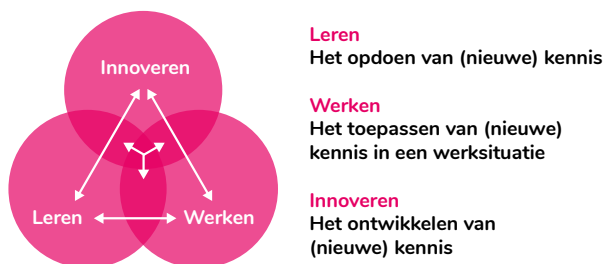 Innoveren
Leren
Werken
Leren
Het opdoen van (nieuwe) kennis
Werken
Het toepassen van (nieuwe)
kennis in een werksituatie
Innoveren
Het ontwikkelen van
(nieuwe) kennis